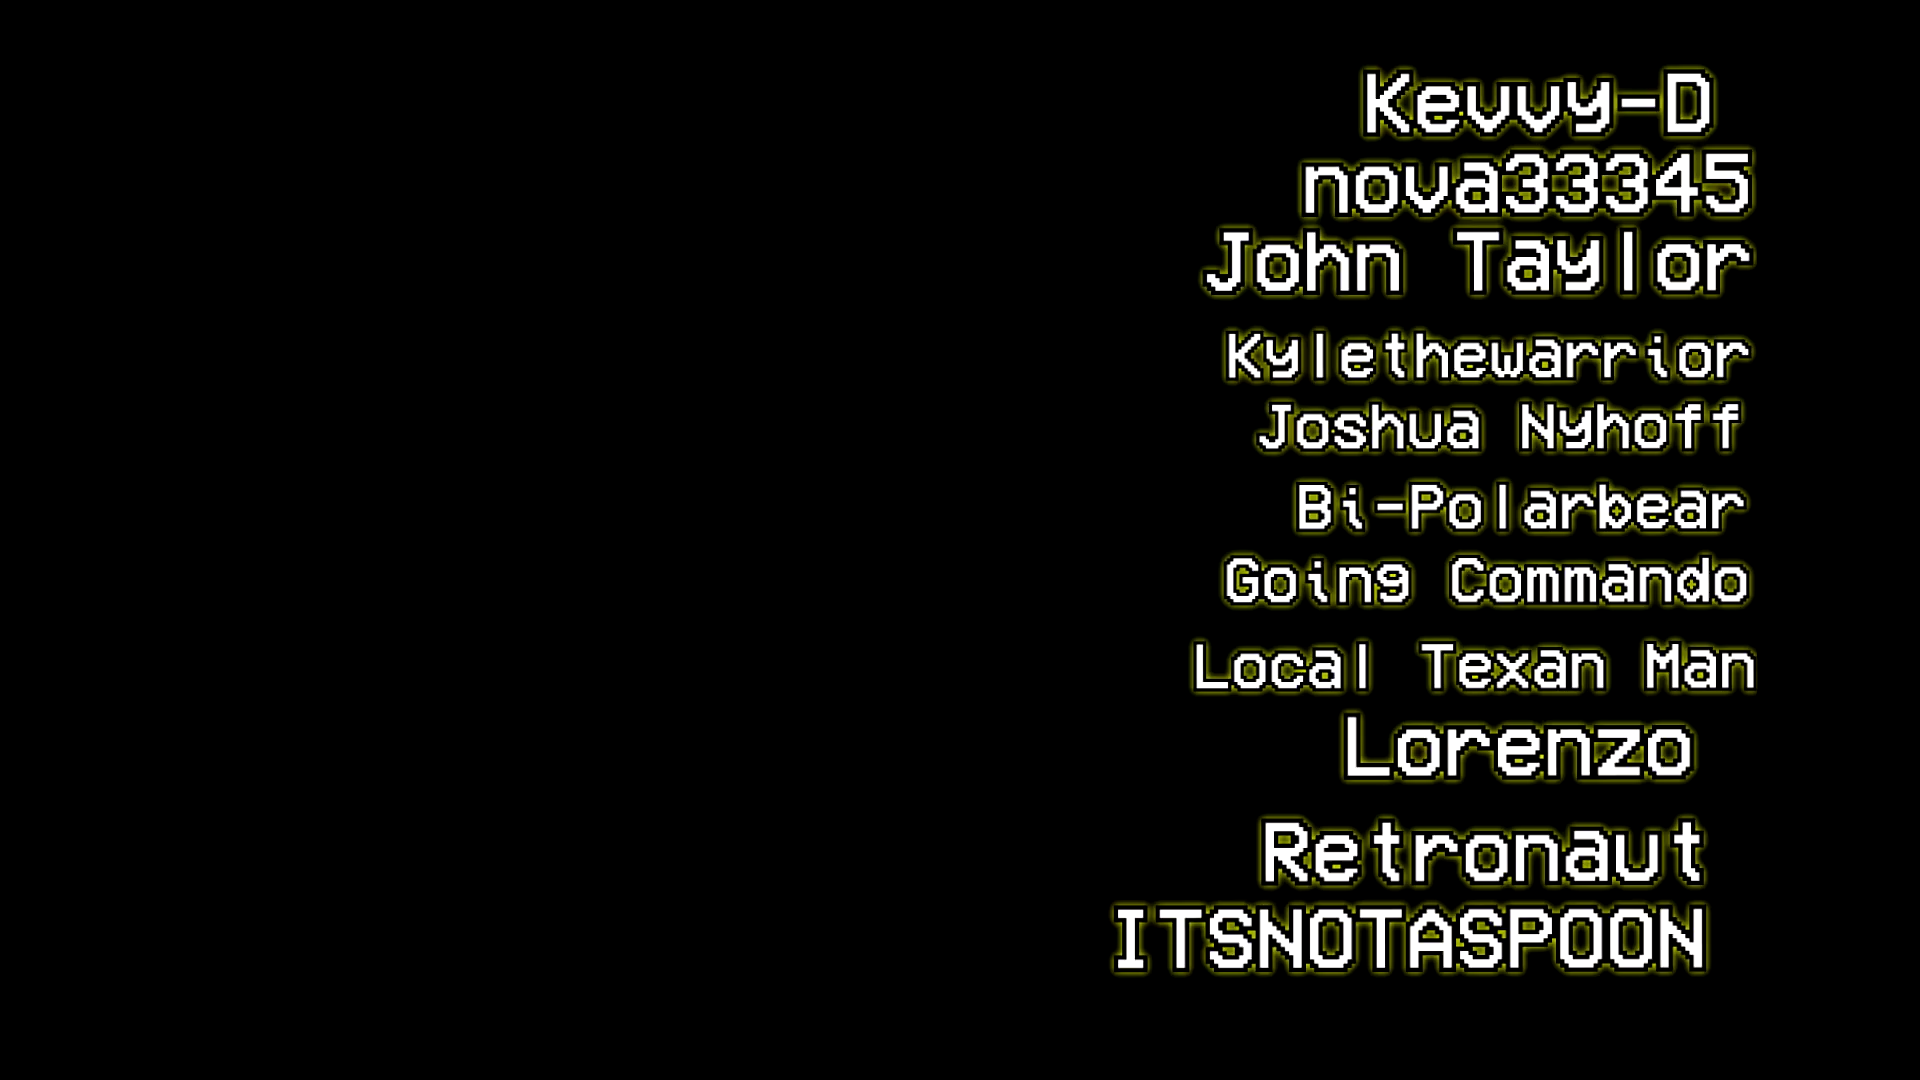 Kevvy-D
nova33345
John Taylor
Kylethewarrior
Joshua Nyhoff
Bi-Polarbear
Going Commando
Local Texan Man
Lorenzo
Retronaut
ITSNOTASPOON